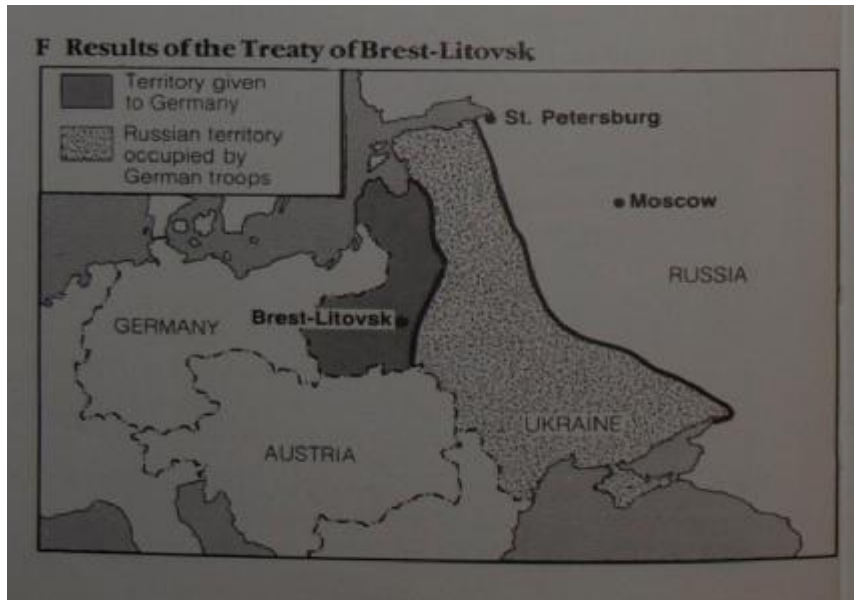 F Results of the Treaty of Brest-Litovsk
Territory given
to Germany
Russian territory
occupied by
German troops
St. Petersburg
Moscow
RUSSIA
GERMANY
Brest-Litovsk
UKRAINE
AUSTRIA